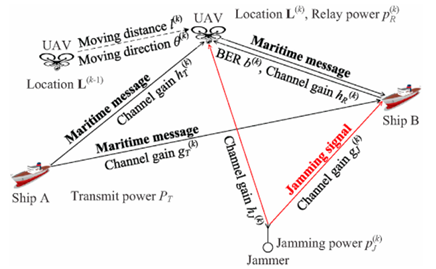 UAV
Location L^(k), Relay power p_R^(k)
UAV
Moving distance l^(k)
Moving direction θ^(k)
Location L^(k-1)
BER b^(k), Channel gain h_R^(k)
Maritime message
Maritime message
Channel gain h_T^(k)
Maritime message
Channel gain g_T^(k)
Ship B
Ship A
Transmit power P_T
Channel gain h_J^(k)
Jamming signal
Channel gain g_J^(k)
Jamming power p_J^(k)
Jammer